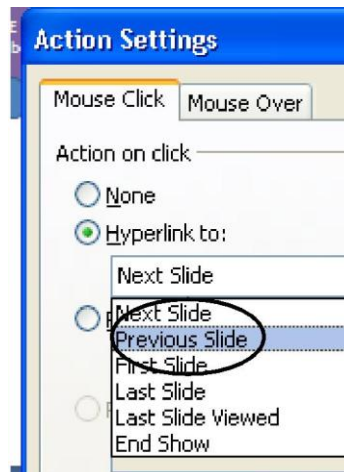 Action Settings
Mouse Click Mouse Over
Action on click
None
Hyperlink to:
Next Slide
Next Slide
Previous Slide
First Slide
Last Slide
Last Slide Viewed
End Show